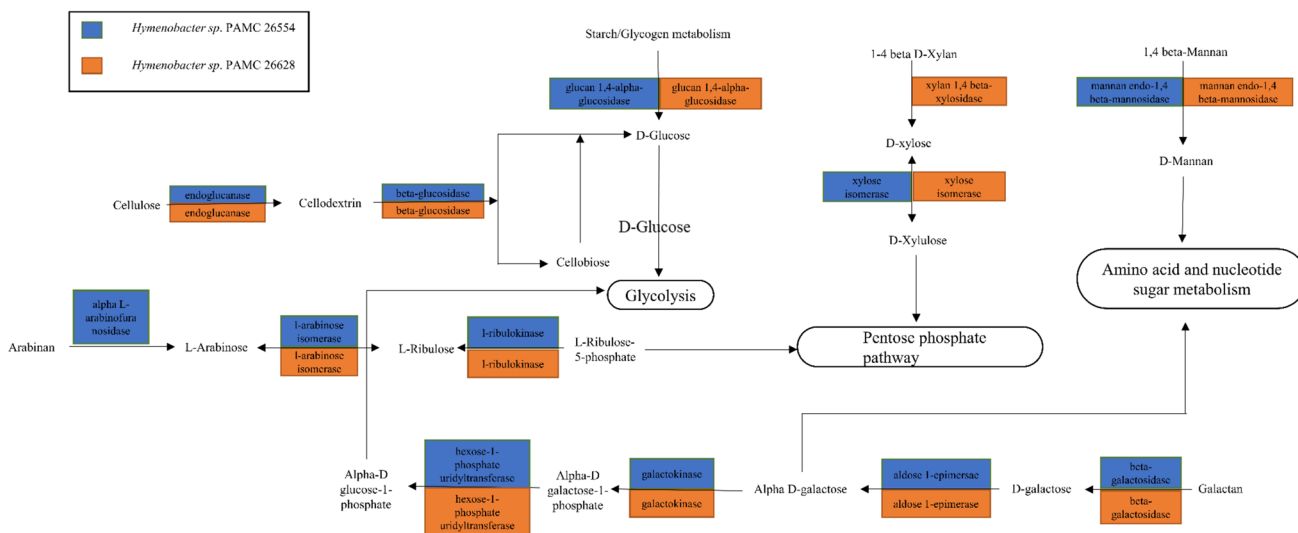 Hymenobacter sp. PAMC 26554
Hymenobacter sp. PAMC 26628
Starch/Glycogen metabolism
glucan 1,4-alpha-
glucosidase
glucan 1,4-alpha-
glucosidase
D-Glucose
1-4 beta D-Xylan
xylan 1,4 beta-
xylosidase
D-xylose
xylose
isomerase
xylose
isomerase
D-Xylulose
1,4 beta-Mannan
mannan endo-1,4
beta-mannosidase
mannan endo-1,4
beta-mannosidase
D-Mannan
Amino acid and nucleotide
sugar metabolism
Cellulose
endoglucanase
endoglucanase
Cellodextrin
beta-glucosidase
beta-glucosidase
D-Glucose
Cellobiose
Glycolysis
Arabinan
alpha L-
arabinofura
nosidase
L-Arabinose
l-arabinose
isomerase
l-arabinose
isomerase
L-Ribulose
l-ribulokinase
l-ribulokinase
L-Ribulose-
5-phosphate
Pentose phosphate
pathway
Alpha-D
glucose-1-
phosphate
hexose-1-
phosphate
uridyltransferase
hexose-1-
phosphate
uridyltransferase
Alpha-D
galactose-1-
phosphate
galactokinase
galactokinase
Alpha D-galactose
aldose 1-epimersae
aldose 1-epimerase
D-galactose
beta-
galactosidase
beta-
galactosidase
Galactan